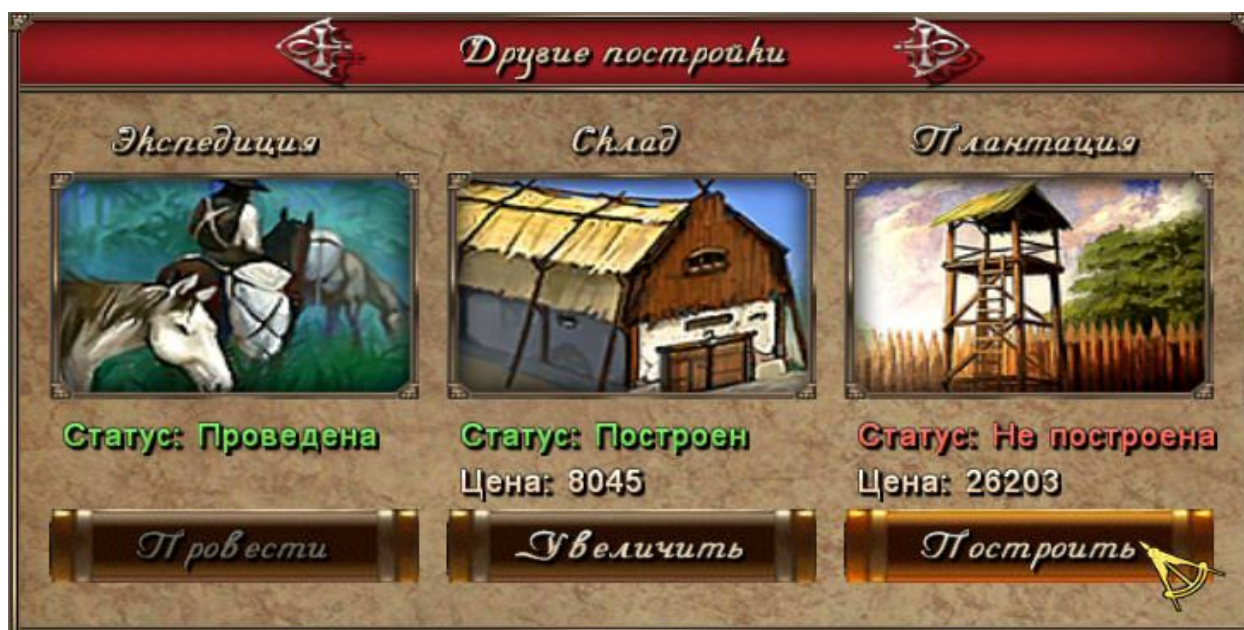 Другие постройки
Экспедиция
Склад
Плантация
Статус: Проведена
Статус: Построен
Статус: Не построена
Цена: 8045
Цена: 26203
Провести
Увеличить
Построить